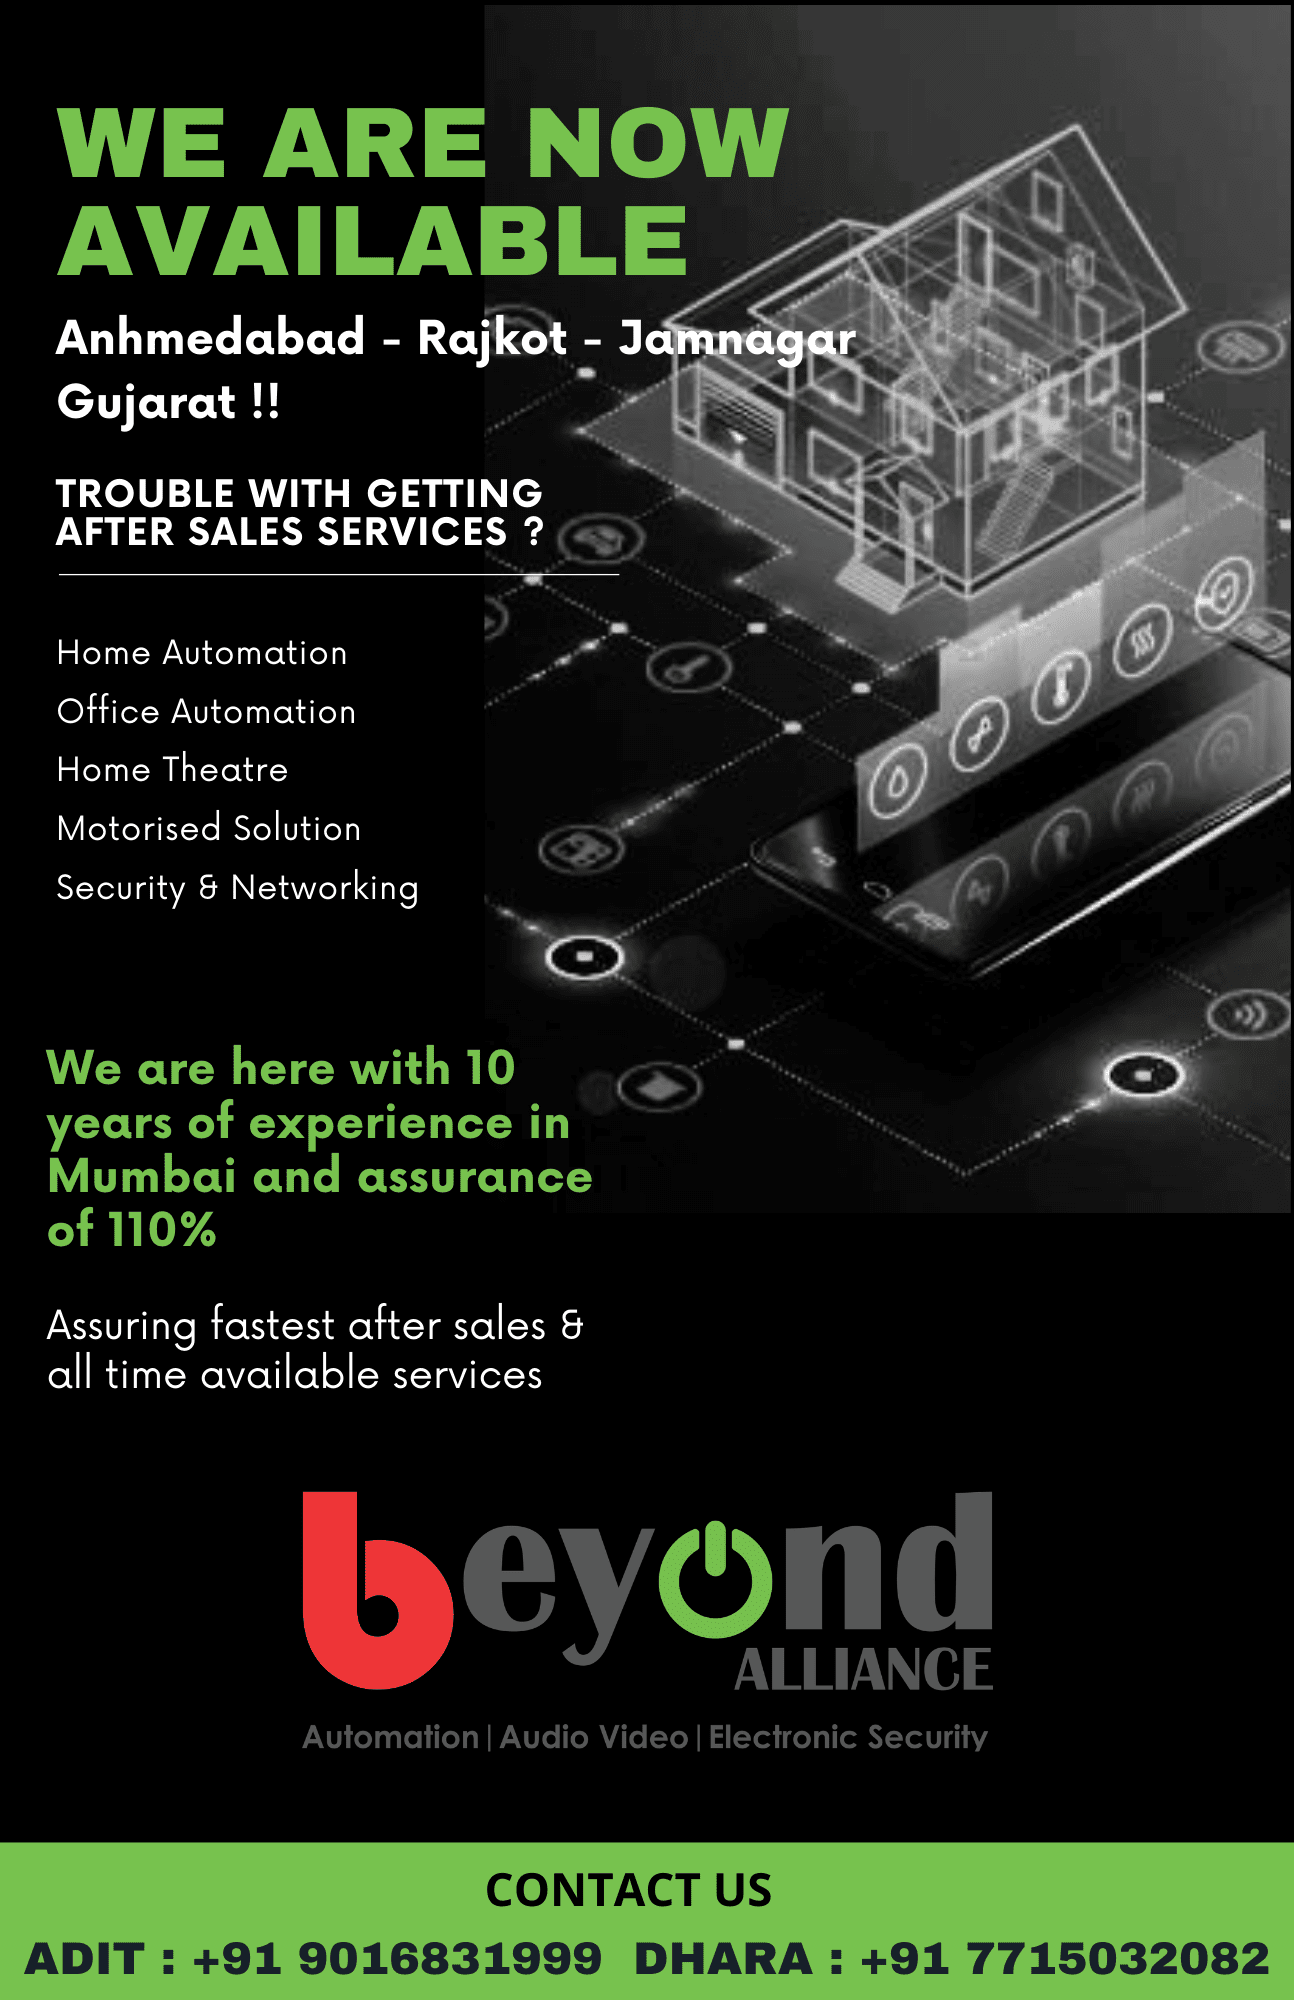 WE ARE NOW
AVAILABLE
Anhmedabad - Rajkot - Jamnagar
Gujarat !!
TROUBLE WITH GETTING
AFTER SALES SERVICES ?
Home Automation
Office Automation
Home Theatre
Motorised Solution
Security & Networking
We are here with 10
years of experience in
Mumbai and assurance
of 110%
Assuring fastest after sales &
all time available services
beyond
ALLIANCE
Automation|Audio Video|Electronic Security
CONTACT US
ADIT : +91 9016831999 DHARA : +91 7715032082